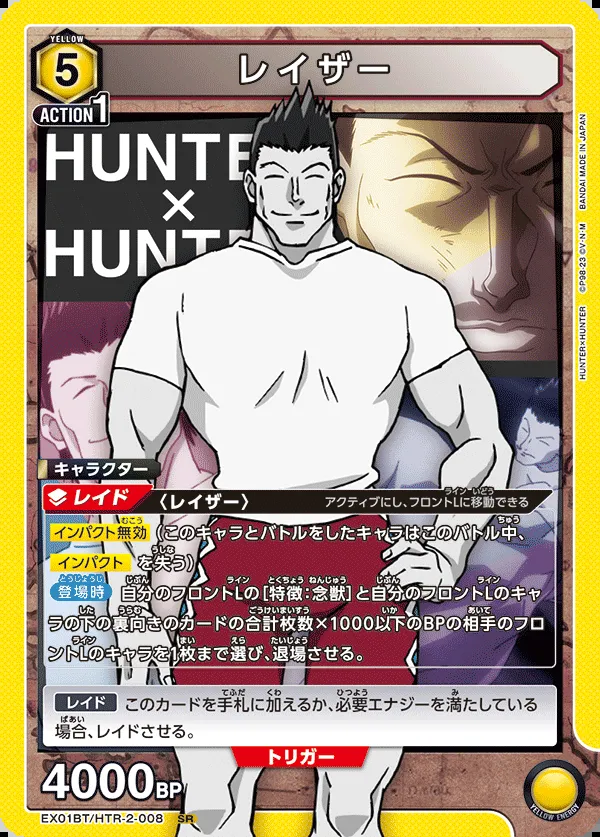 YELLOW
5
レイザー
ACTION 1
HUNTE
×
HUNT
キャラクター
レイド 〈レイザー〉 アクティブにし、フロントLに移動できる
インパクト無効 (このキャラとバトルをしたキャラはこのバトル中、
インパクト を失う)
登場時 自分のフロントLの[特徴:念獣]と自分のフロントLのキャ
ラの下の裏向きのカードの合計枚数×1000以下のBPの相手のフロ
ントLのキャラを1枚まで選び、退場させる。
レイド このカードを手札に加えるか、必要エナジーを満たしている
場合、レイドさせる。
トリガー
4000BP
EX01BT/HTR-2-008 SR
YELLOW ENERGY
HUNTER×HUNTER ©P98-23 ©V·N·M BANDAI MADE IN JAPAN